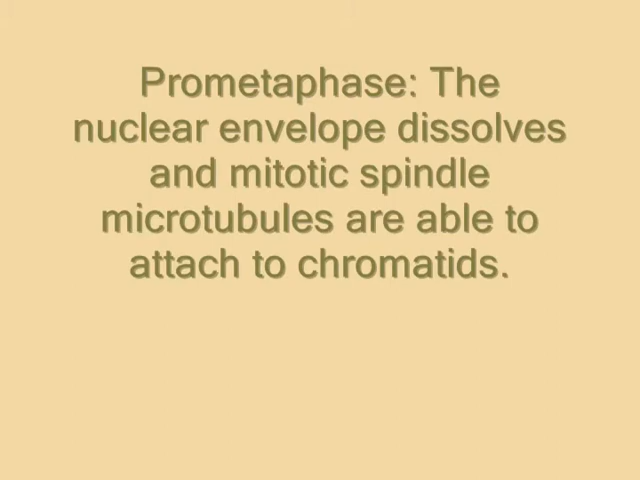 Prometaphase: The
nuclear envelope dissolves
and mitotic spindle
microtubules are able to
attach to chromatids.